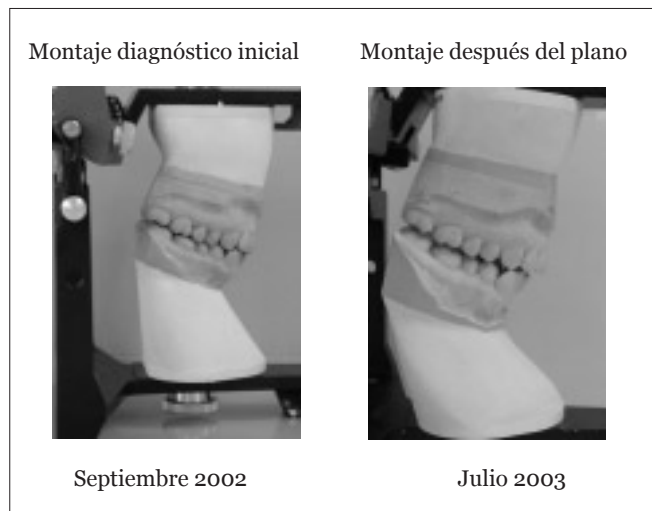 Montaje diagnóstico inicial
Montaje después del plano
Septiembre 2002
Julio 2003